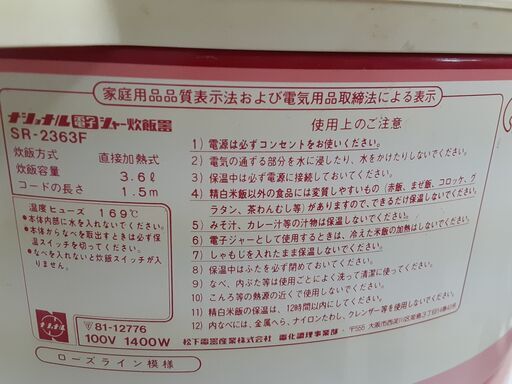 家庭用品品質表示法および電気用品取締法による表示
ナショナル電子ジャー炊飯器
SR-2363F
炊飯方式 直接加熱式
炊飯容量 3.6ℓ
コードの長さ 1.5m
温度ヒューズ 169℃
●本体内部に水を入れないでください。
●本体からなべを取出すときは必ず保温スイッチを切ってください。
●なべを入れないと炊飯スイッチが入りません。
ナショナル
〒81-12776
100V 1400W
ローズライン模様
使用上のご注意
1) 電源は必ずコンセントをお使いください。
2) 電気の通ずる部分を水に浸したり、水をかけたりしないでください。
3) 保温中は必ず電源に接続しておいてください。
4) 精白米飯以外の食品には変質しやすいもの(赤飯、まぜ飯、コロッケ、グ
ラタン、茶わんむし等)がありますので、できるだけ保温しないでください。
5) みそ汁、カレー汁等の汁物は保温しないでください。
6) 電子ジャーとして使用するときは、冷えた米飯の加熱はしないでください。
7) しゃもじを入れたまま保温しないでください。
8) 保温中はふたを必ず閉めておいてください。
9) なべ、内ぶた等は使用ごとによく洗って清潔に使ってください。
10) こんろ等の熱源の近くで使用しないでください。
11) 精白米飯の保温は、12時間以内にしてください。
12) 内なべには、金属へら、ナイロンたわし、クレンザー等を使用しないでください。
松下電器産業株式会社 電化調理事業部
〒555 大阪市西淀川区